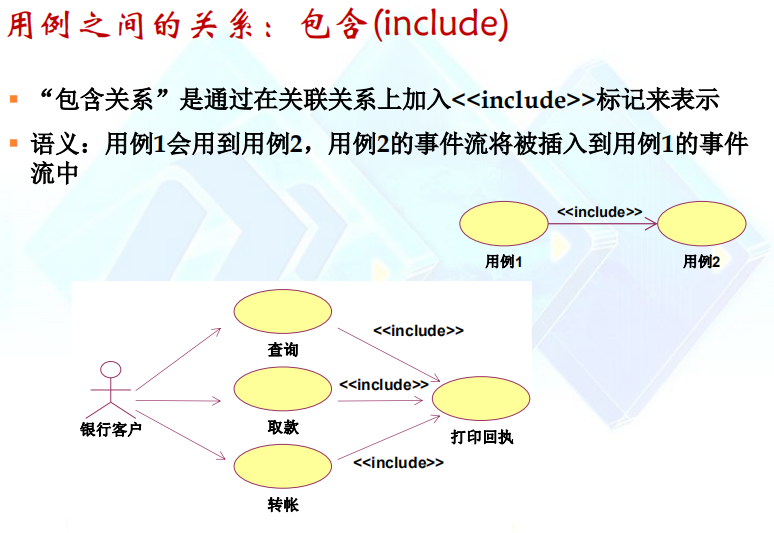 用例之间的关系：包含(include)
“包含关系”是通过在关联关系上加入<<include>>标记来表示
语义：用例1会用到用例2，用例2的事件流将被插入到用例1的事件
流中
<<include>>
用例1
用例2
<<include>>
查询
<<include>>
银行客户
取款
打印回执
<<include>>
转帐